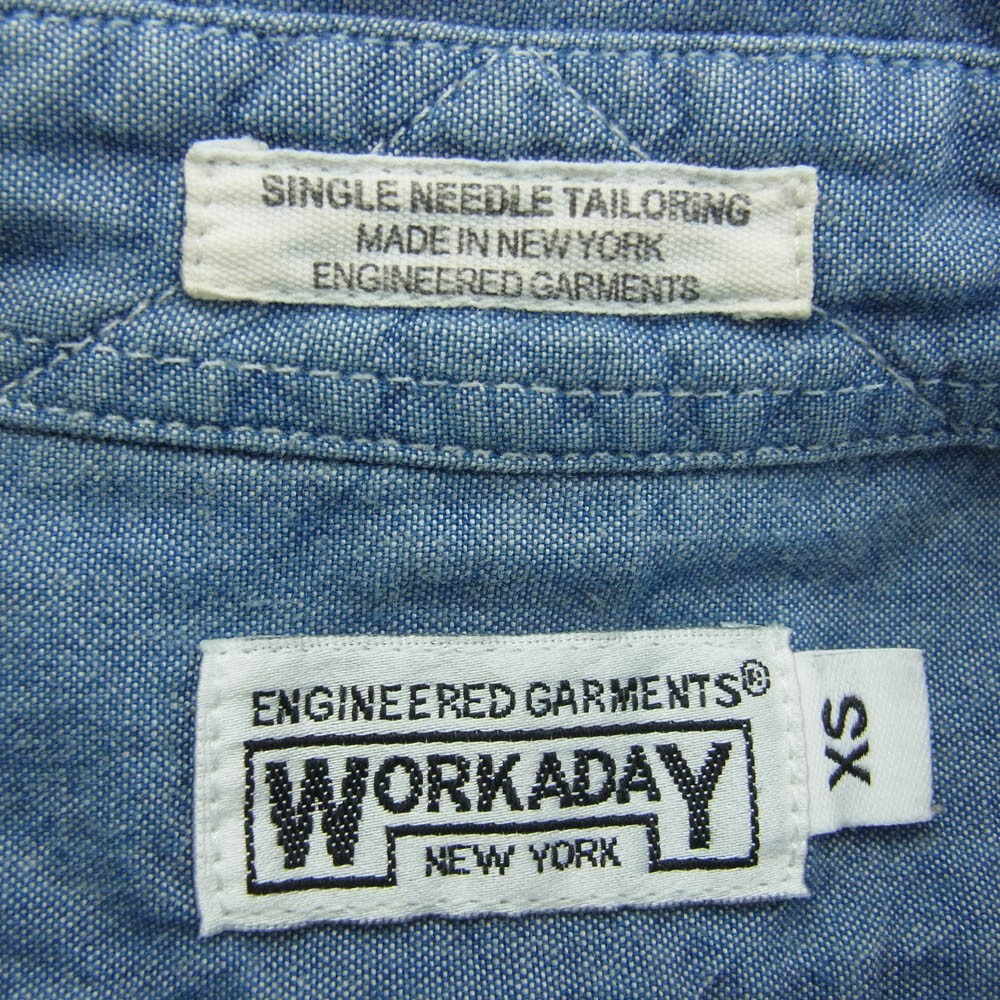 SINGLE NEEDLE TAILORING
MADE IN NEW YORK
ENGINEERED GARMENTS
ENGINEERED GARMENTS®
WORKADAY
NEW YORK
XS